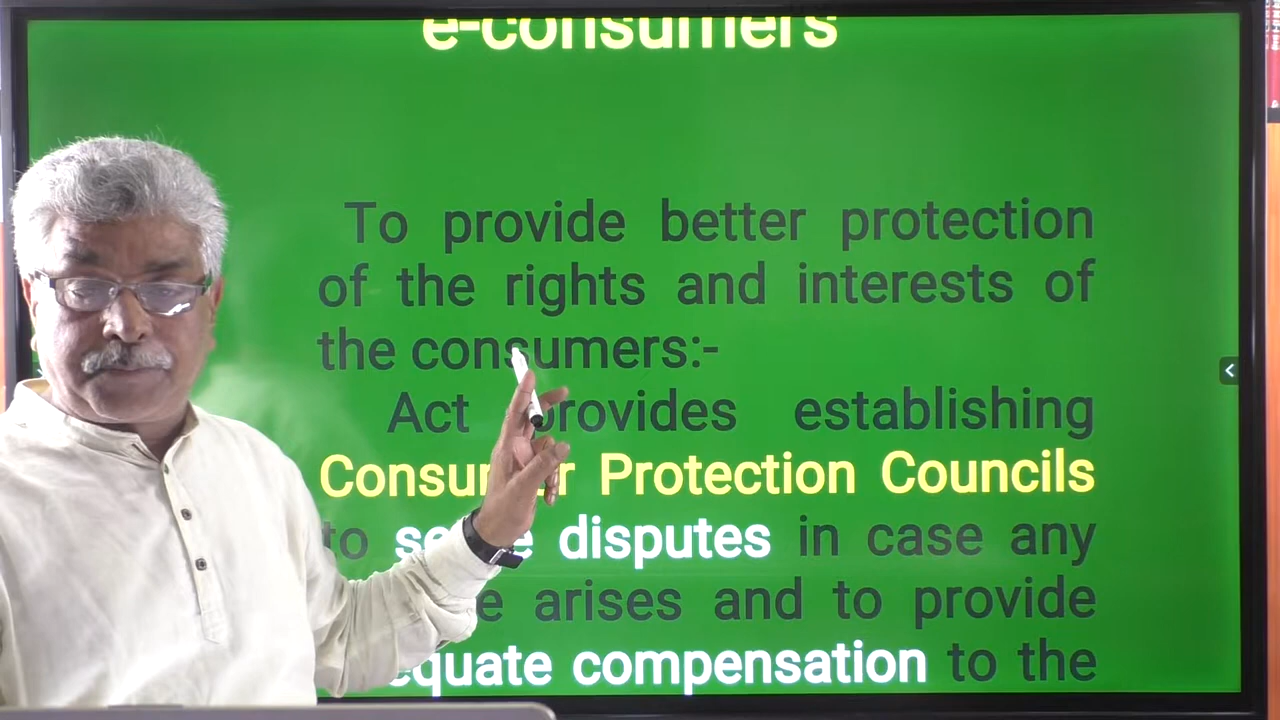 e-consumers
To provide better protection
of the rights and interests of
the consumers:-
Act provides establishing
Consumer Protection Councils
to disputes in case any
arises and to provide
compensation to the